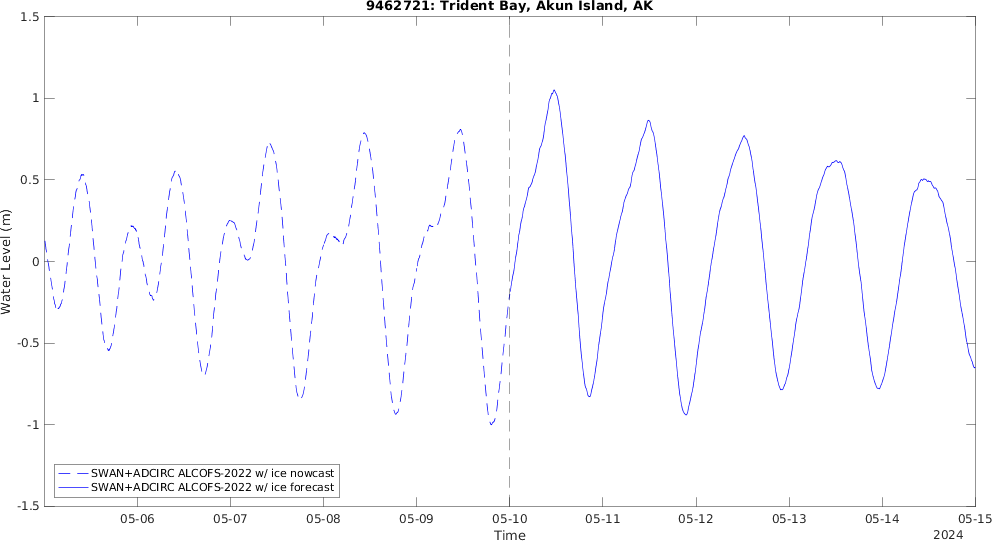 9462721: Trident Bay, Akun Island, AK
1.5
1
0.5
0
-0.5
-1
-1.5
Water Level (m)
SWAN+ADCIRC ALCOFS-2022 w/ ice nowcast
SWAN+ADCIRC ALCOFS-2022 w/ ice forecast
05-06 05-07 05-08 05-09 05-10 05-11 05-12 05-13 05-14 05-15
Time
2024